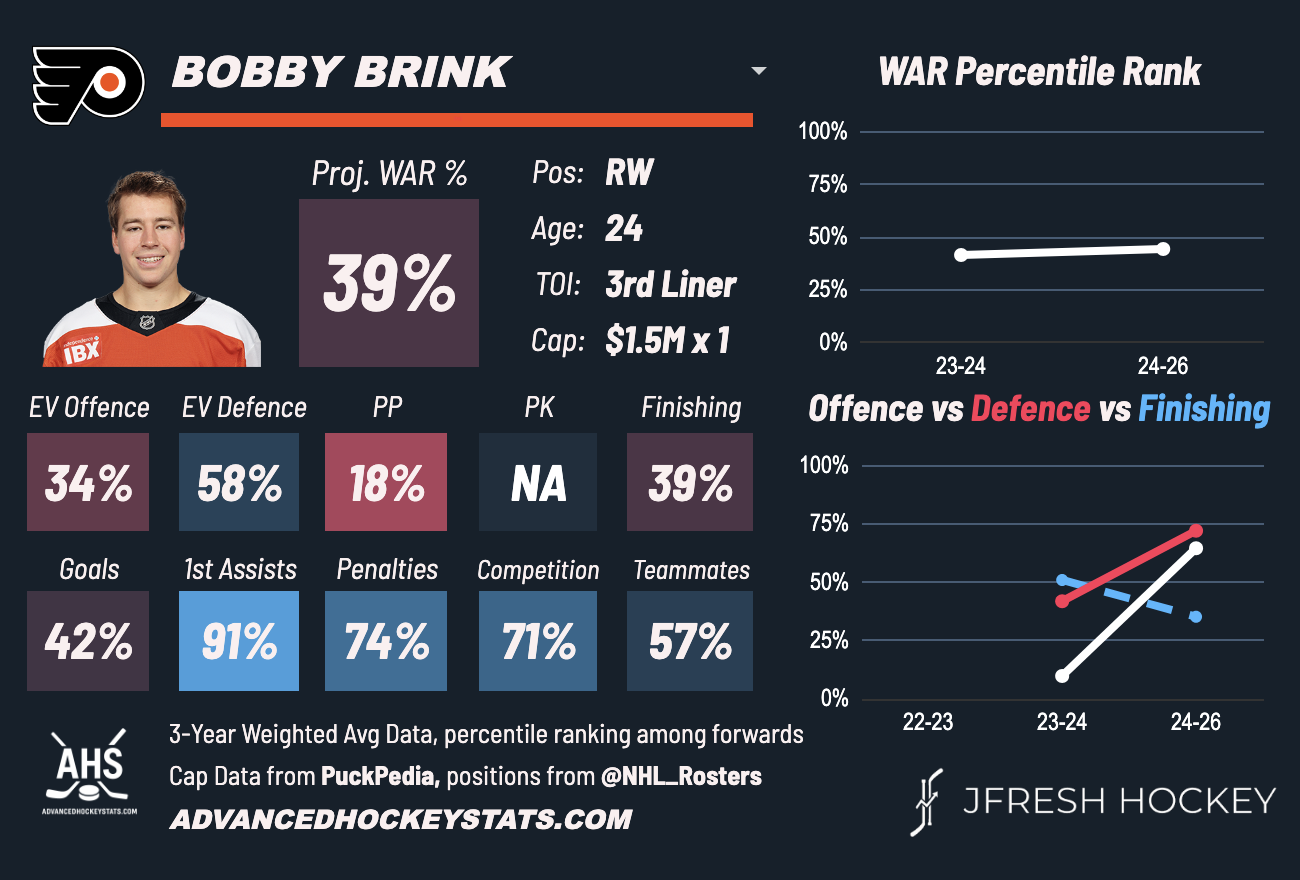 BOBBY BRINK
Proj. WAR %
39%
Pos: RW
Age: 24
TOI: 3rd Liner
Cap: $1.5M x 1
independence
IBX
EV Offence EV Defence PP PK Finishing
34% 58% 18% NA 39%
Goals 1st Assists Penalties Competition Teammates
42% 91% 74% 71% 57%
WAR Percentile Rank
100%
75%
50%
25%
0%
23-24 24-26
Offence vs Defence vs Finishing
100%
75%
50%
25%
0%
22-23 23-24 24-26
AHS
ADVANCEDHOCKEYSTATS.COM
3-Year Weighted Avg Data, percentile ranking among forwards
Cap Data from PuckPedia, positions from @NHL_Rosters
ADVANCEDHOCKEYSTATS.COM
JFRESH HOCKEY